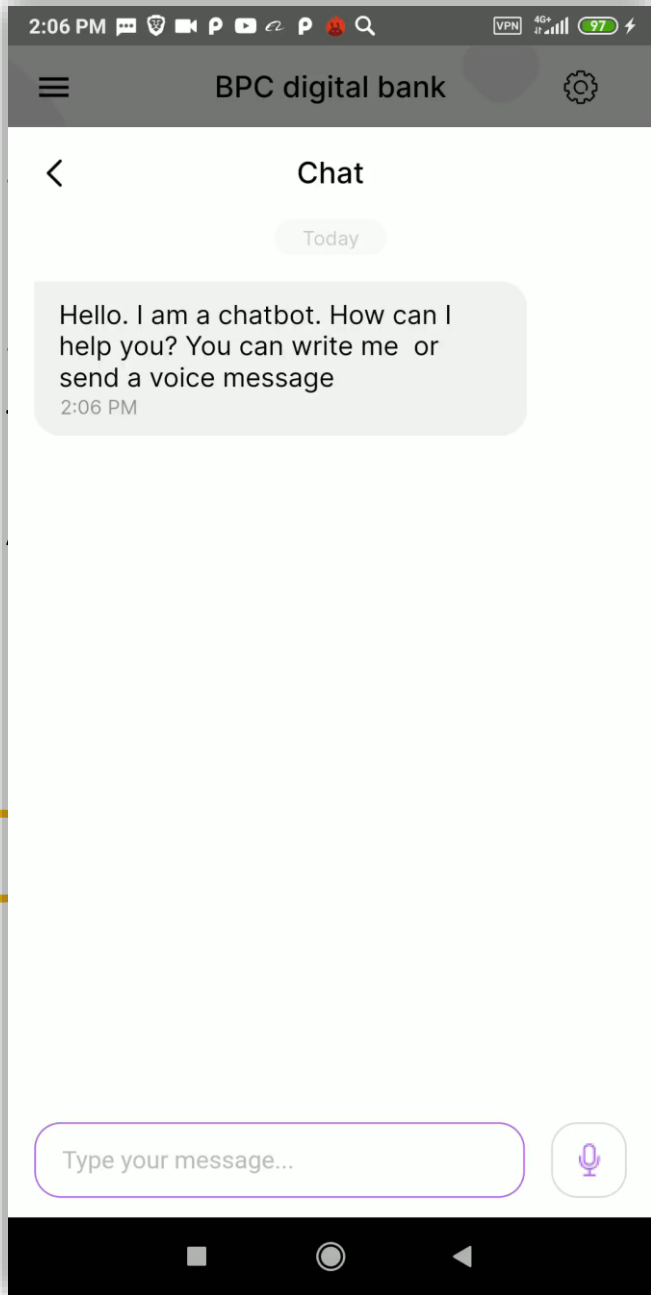 2:06 PM VPN 4G+ 97
BPC digital bank
Chat
Today
Hello. I am a chatbot. How can I
help you? You can write me  or
send a voice message
2:06 PM
Type your message...